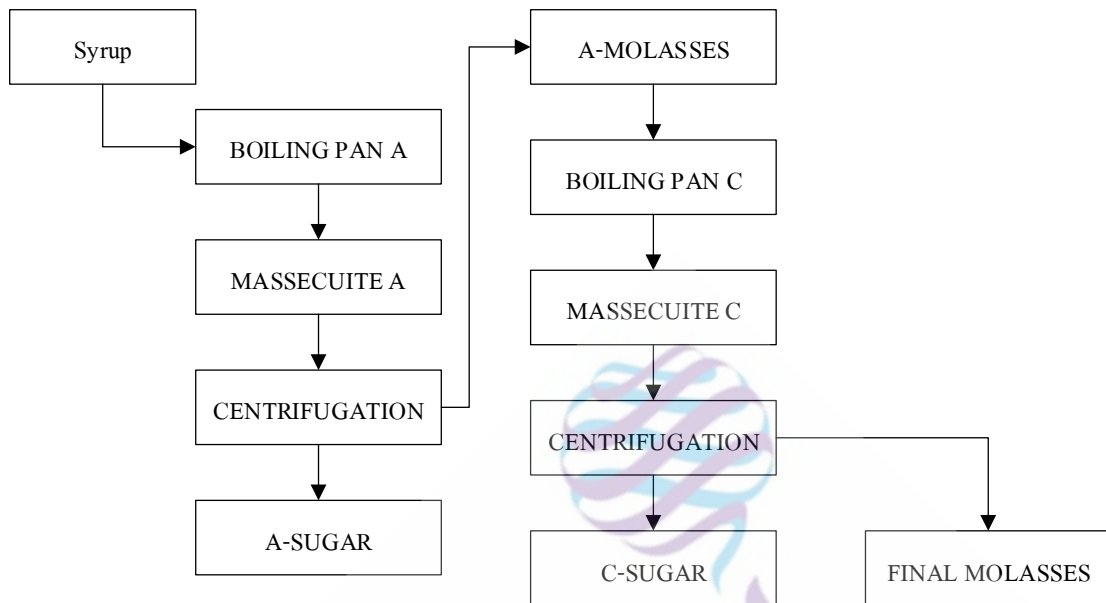 Syrup
BOILING PAN A
MASSECUITE A
CENTRIFUGATION
A-SUGAR
A-MOLASSES
BOILING PAN C
MASSECUITE C
CENTRIFUGATION
C-SUGAR
FINAL MOLASSES